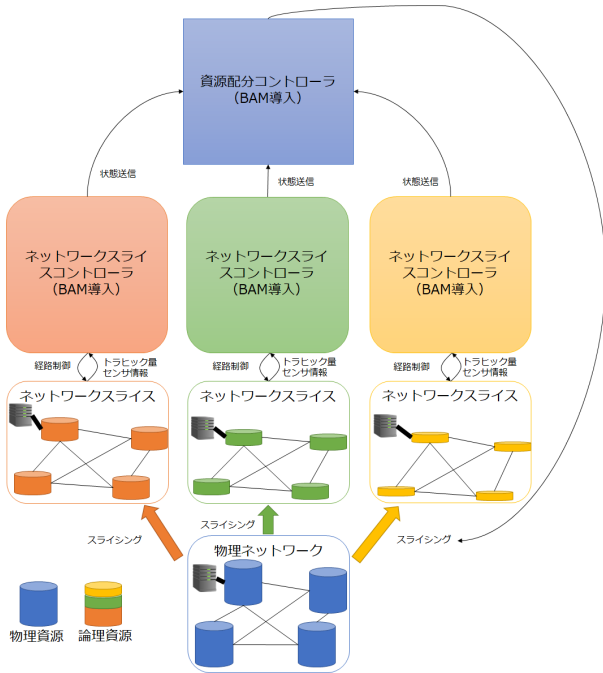 資源配分コントローラ
（BAM導入）
状態送信
状態送信
状態送信
ネットワークスライ
スコントローラ
（BAM導入）
ネットワークスライ
スコントローラ
（BAM導入）
ネットワークスライ
スコントローラ
（BAM導入）
経路制御
トラヒック量
センサ情報
経路制御
トラヒック量
センサ情報
経路制御
トラヒック量
センサ情報
ネットワークスライス
ネットワークスライス
ネットワークスライス
スライシング
スライシング
スライシング
物理ネットワーク
物理資源
論理資源